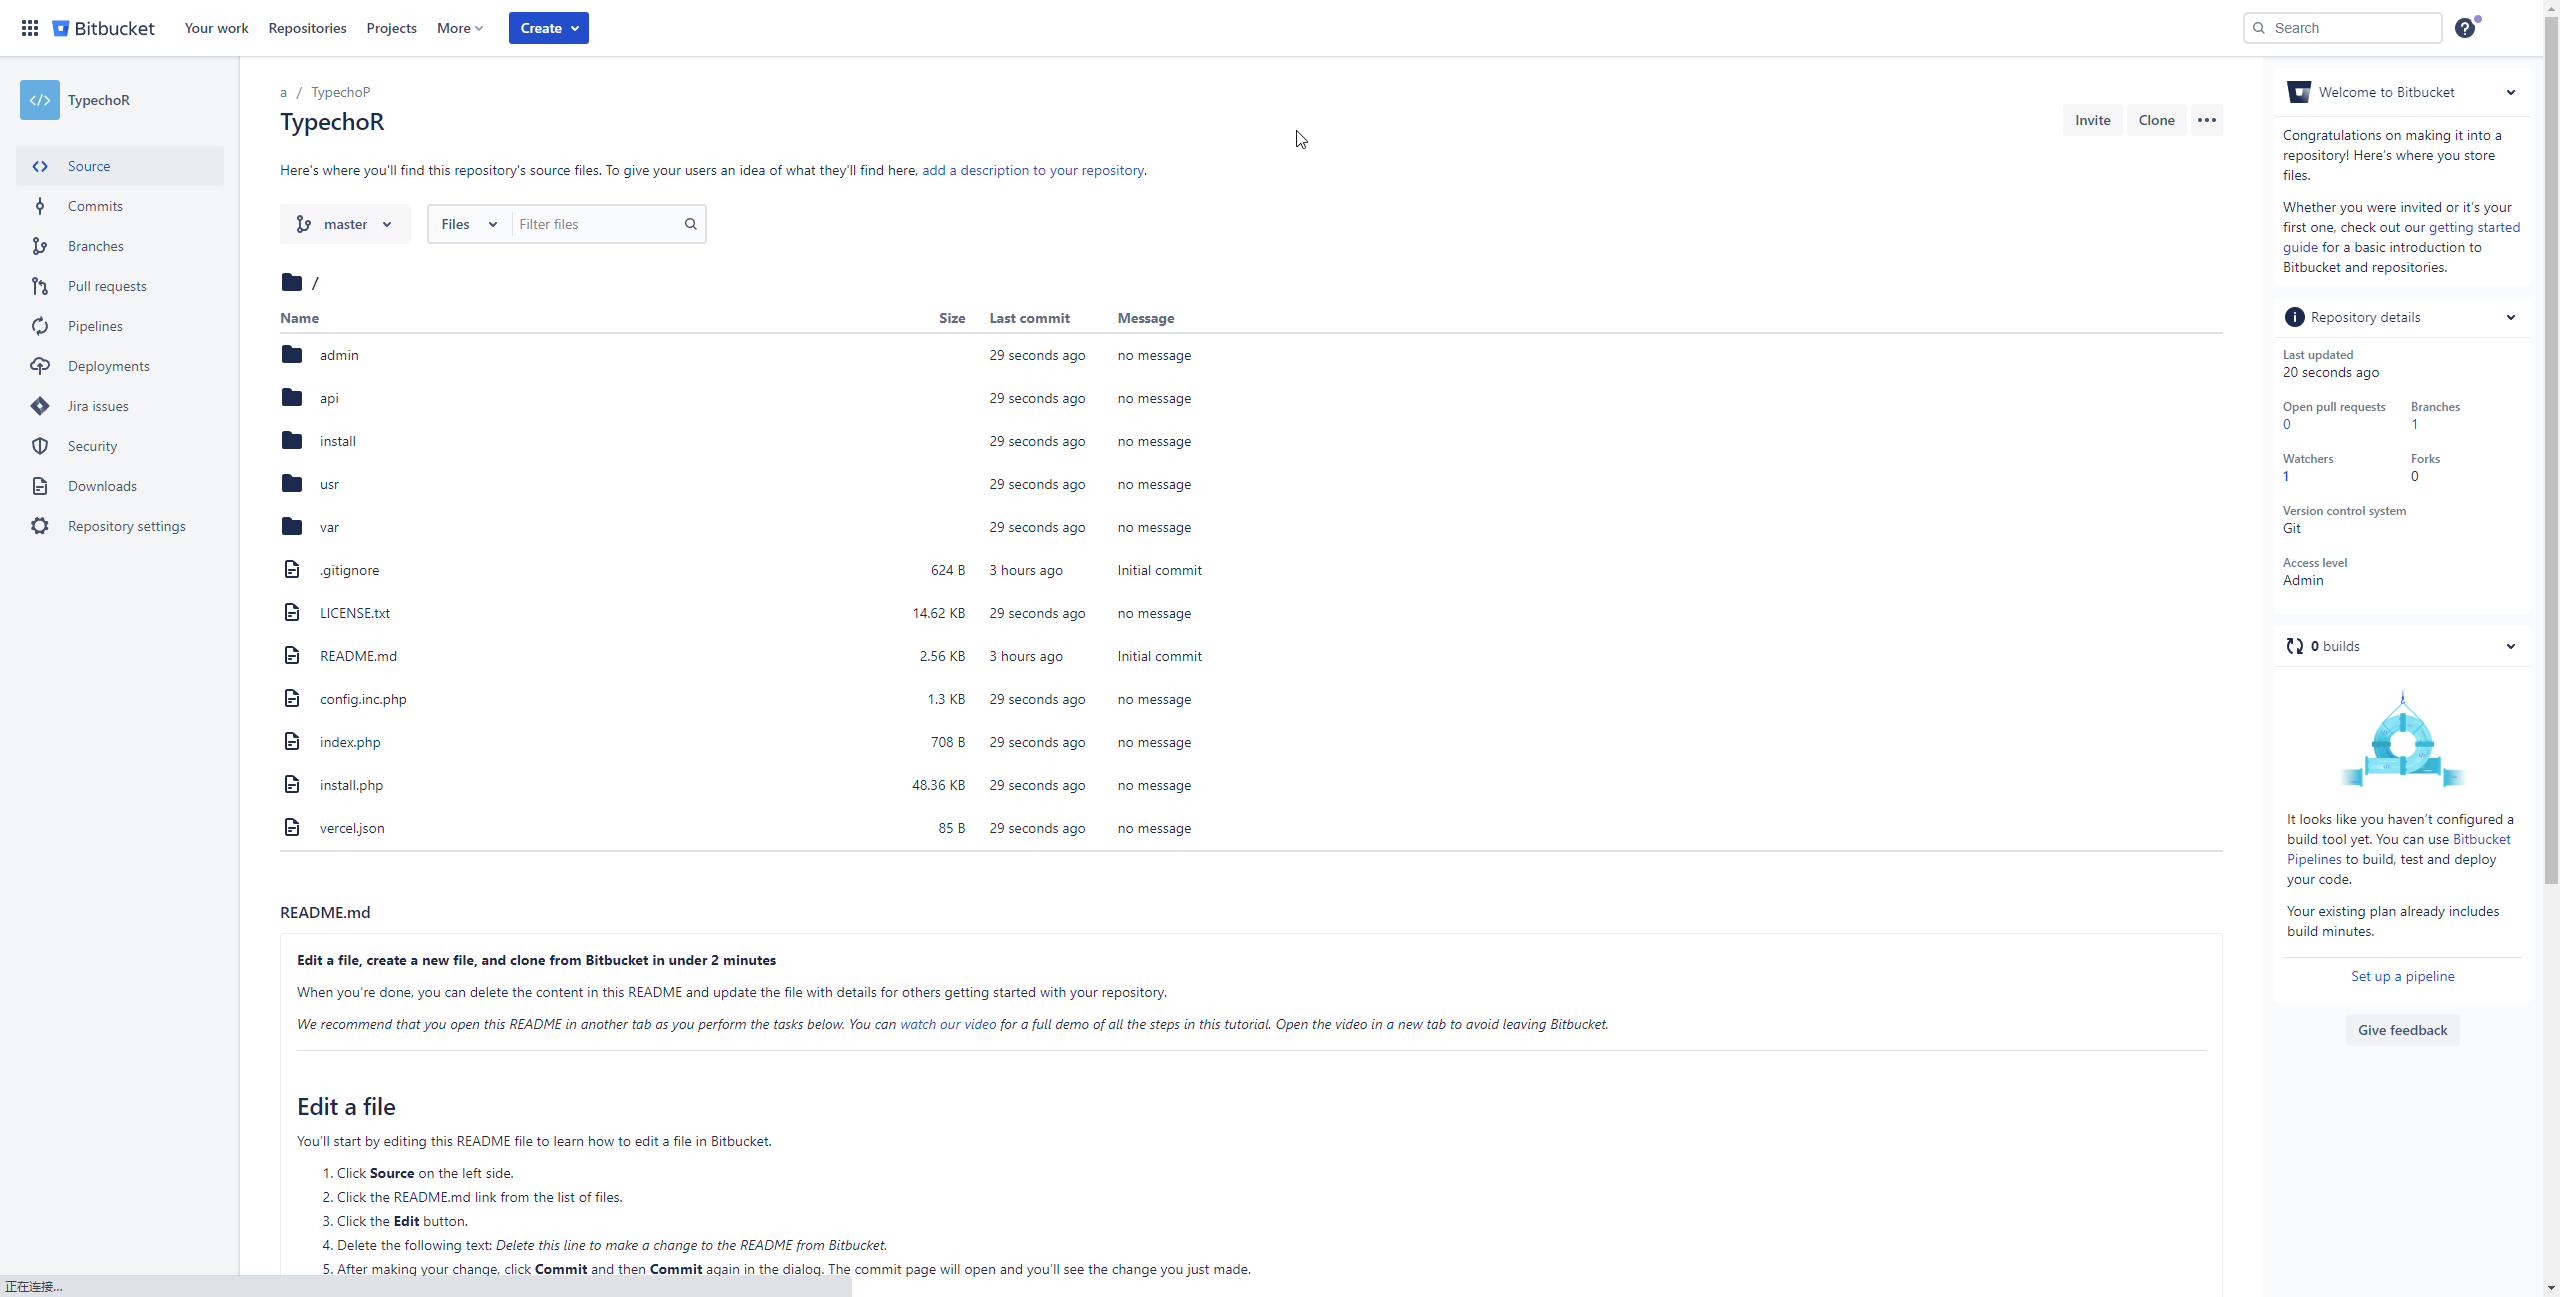 Bitbucket Your work Repositories Projects More Create Search
TypechoR
Source
Commits
Branches
Pull requests
Pipelines
Deployments
Jira issues
Security
Downloads
Repository settings
a / TypechoP
TypechoR
Invite Clone
Here's where you'll find this repository's source files. To give your users an idea of what they'll find here, add a description to your repository.
master Files Filter files
/
Name Size Last commit Message
admin 29 seconds ago no message
api 29 seconds ago no message
install 29 seconds ago no message
usr 29 seconds ago no message
var 29 seconds ago no message
.gitignore 624 B 3 hours ago Initial commit
LICENSE.txt 14.62 KB 29 seconds ago no message
README.md 2.56 KB 3 hours ago Initial commit
config.inc.php 1.3 KB 29 seconds ago no message
index.php 708 B 29 seconds ago no message
install.php 48.36 KB 29 seconds ago no message
vercel.json 85 B 29 seconds ago no message
README.md
Edit a file, create a new file, and clone from Bitbucket in under 2 minutes
When you're done, you can delete the content in this README and update the file with details for others getting started with your repository.
We recommend that you open this README in another tab as you perform the tasks below. You can watch our video for a full demo of all the steps in this tutorial. Open the video in a new tab to avoid leaving Bitbucket.
Edit a file
You'll start by editing this README file to learn how to edit a file in Bitbucket.
1. Click Source on the left side.
2. Click the README.md link from the list of files.
3. Click the Edit button.
4. Delete the following text: Delete this line to make a change to the README from Bitbucket.
5. After making your change, click Commit and then Commit again in the dialog. The commit page will open and you'll see the change you just made.
Welcome to Bitbucket
Congratulations on making it into a
repository! Here's where you store
files.
Whether you were invited or it's your
first one, check out our getting started
guide for a basic introduction to
Bitbucket and repositories.
Repository details
Last updated
20 seconds ago
Open pull requests Branches
0 1
Watchers Forks
1 0
Version control system
Git
Access level
Admin
0 builds
It looks like you haven't configured a
build tool yet. You can use Bitbucket
Pipelines to build, test and deploy
your code.
Your existing plan already includes
build minutes.
Set up a pipeline
Give feedback
正在连接...